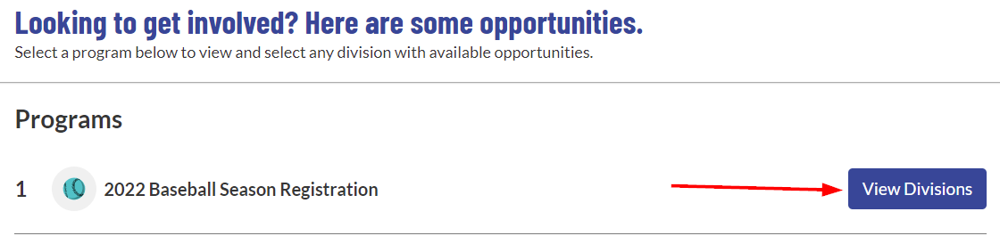 Looking to get involved? Here are some opportunities.
Select a program below to view and select any division with available opportunities.
Programs
1 2022 Baseball Season Registration View Divisions